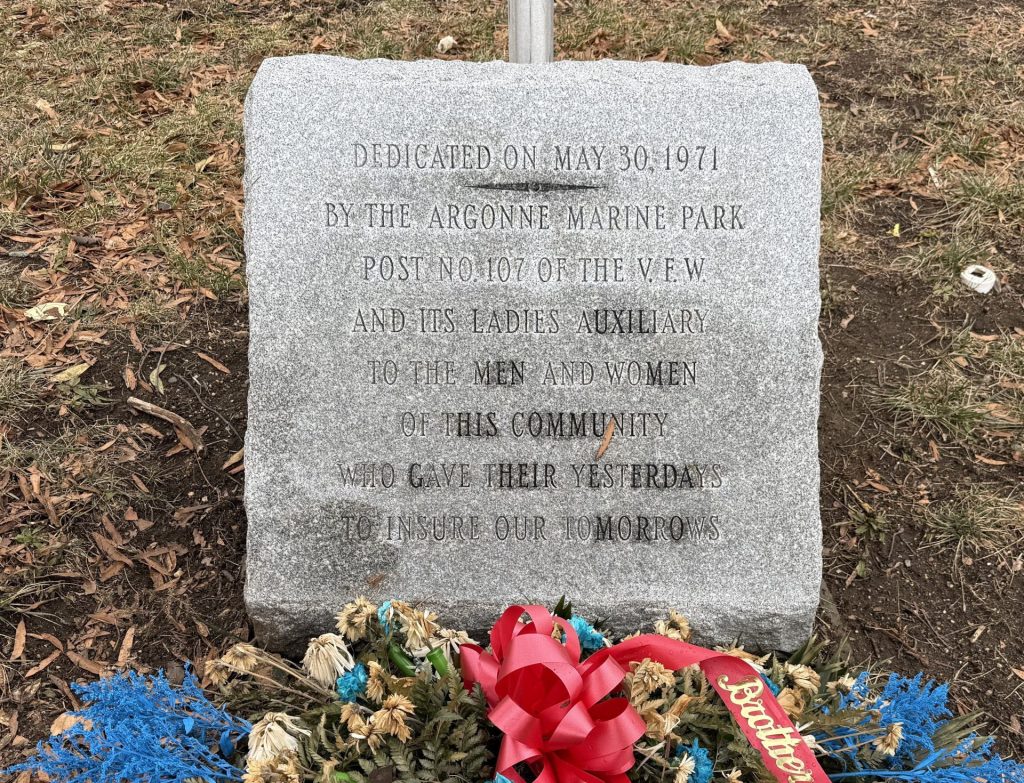 DEDICATED ON MAY 30, 1971
BY THE ARGONNE MARINE PARK
POST NO. 107 OF THE V. F. W.
AND ITS LADIES AUXILIARY
TO THE MEN AND WOMEN
OF THIS COMMUNITY
WHO GAVE THEIR YESTERDAYS
TO INSURE OUR TOMORROWS
Brother